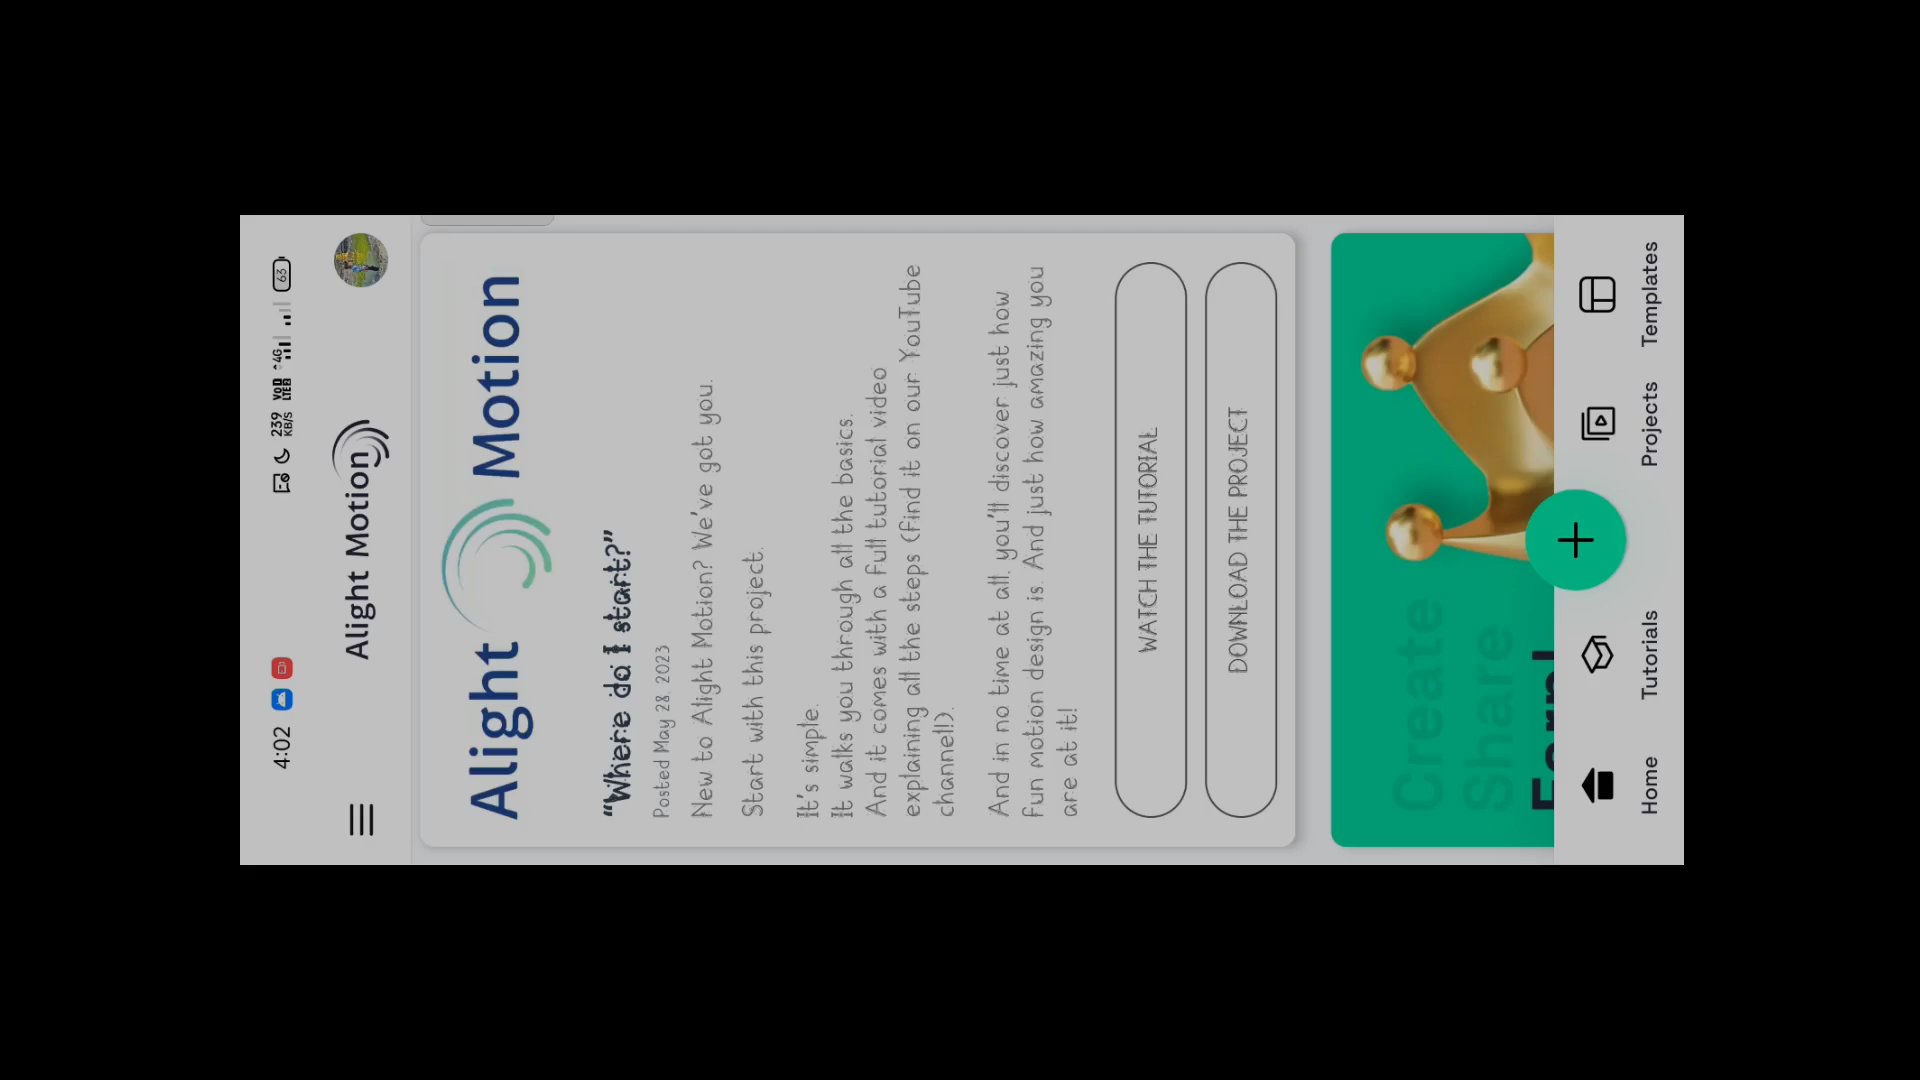 4:02
239 KB/S VoD LTE2 4G 63
Alight Motion
Alight Motion
“Where do I start?”
Posted May 28, 2023
New to Alight Motion? We've got you.
Start with this project.
It's simple.
It walks you through all the basics.
And it comes with a full tutorial video
explaining all the steps (find it on our YouTube
channel!).
And in no time at all, you'll discover just how
fun motion design is. And just how amazing you
are at it!
WATCH THE TUTORIAL
DOWNLOAD THE PROJECT
Create
Share
Home
Tutorials
Projects
Templates